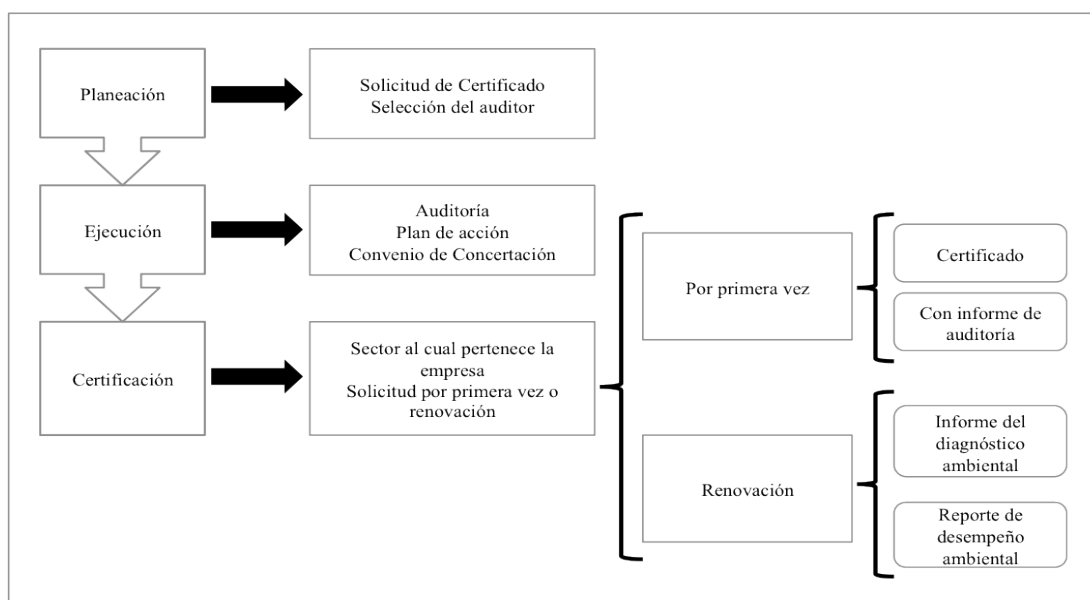 Planeación
Solicitud de Certificado
Selección del auditor
Ejecución
Auditoría
Plan de acción
Convenio de Concertación
Certificación
Sector al cual pertenece la
empresa
Solicitud por primera vez o
renovación
Por primera vez
Certificado
Con informe de
auditoría
Renovación
Informe del
diagnóstico
ambiental
Reporte de
desempeño
ambiental